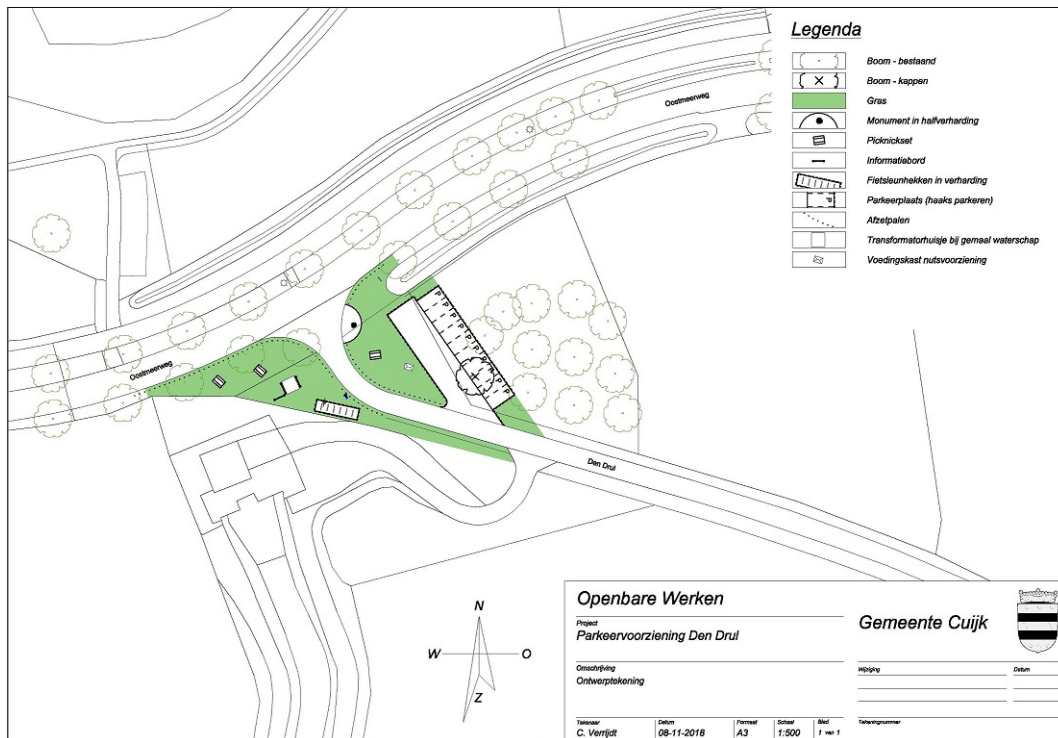 Legenda
Boom - bestaand
Boom - kappen
Gras
Monument in halfverharding
Picknickset
Informatiebord
Fietsleunhekken in verharding
Parkeerplaats (haaks parkeren)
Afzetpalen
Transformatorhuisje bij gemaal waterschap
Voedingskast nutsvoorziening
Oostmeerweg
Oostmeerweg
P
P
P
P
P
P
P
P
P
P
Den Drul
N
W
O
Z
Openbare Werken
Project
Parkeervoorziening Den Drul
Omschrijving
Ontwerptekening
Tekenaar Datum Formaat Schaal Blad
C. Verrijdt 08-11-2018 A3 1:500 1 van 1
Gemeente Cuijk
Wijziging Datum
Tekeningnummer